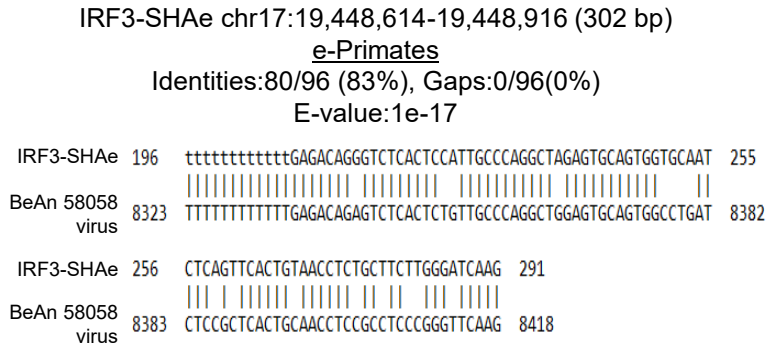 IRF3-SHAe chr17:19,448,614-19,448,916 (302 bp)
e-Primates
Identities:80/96 (83%), Gaps:0/96(0%)
E-value:1e-17
IRF3-SHAe 196 ttttttttttttGAGACAGGGTCTCACTCCATTGCCCAGGCTAGAGTGCAGTGGTGCAAT 255
BeAn 58058 virus 8323 TTTTTTTTTTTTGAGACAGAGTCTCACTCTGTTGCCCAGGCTGGAGTGCAGTGGCCTGAT 8382
IRF3-SHAe 256 CTCAGTTCACTGTAACCTCTGCTTCTTGGGATCAAG 291
BeAn 58058 virus 8383 CTCCGCTCACTGCAACCTCCGCCTCCCGGGTTCAAG 8418